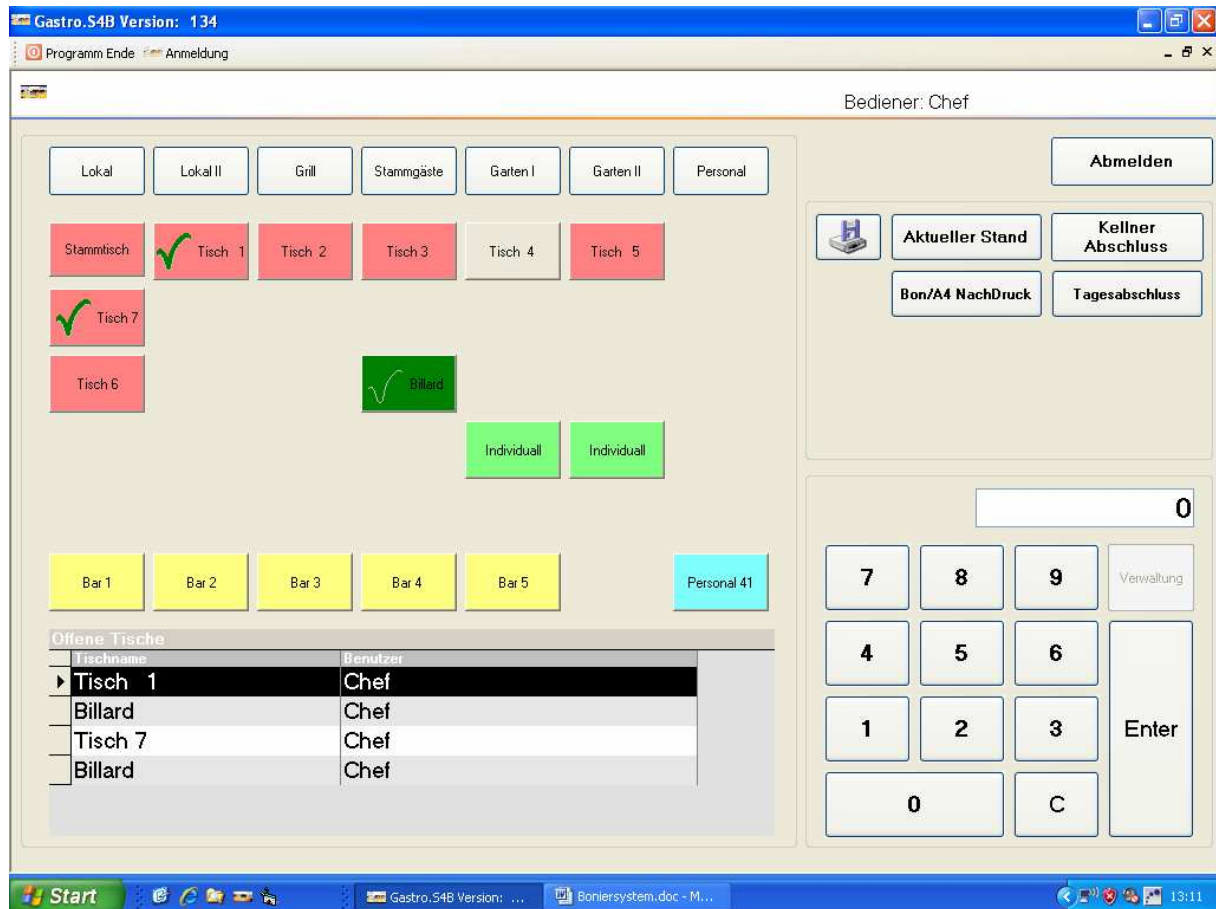 Gastro.S4B Version: 134
Programm Ende Anmeldung
Bediener: Chef
Lokal Lokal II Grill Stammgäste Garten I Garten II Personal
Abmelden
Stammtisch Tisch 1 Tisch 2 Tisch 3 Tisch 4 Tisch 5
Aktueller Stand
Kellner
Abschluss
Bon/A4 NachDruck Tagesabschluss
Tisch 7
Tisch 6 Billard
Individuall Individuall
0
Bar 1 Bar 2 Bar 3 Bar 4 Bar 5 Personal 41
7 8 9 Verwaltung
4 5 6
1 2 3 Enter
0 C
Offene Tische
Tischname Benutzer
Tisch 1 Chef
Billard Chef
Tisch 7 Chef
Billard Chef
Start Gastro.S4B Version: ... Boniersystem.doc - M... 13:11